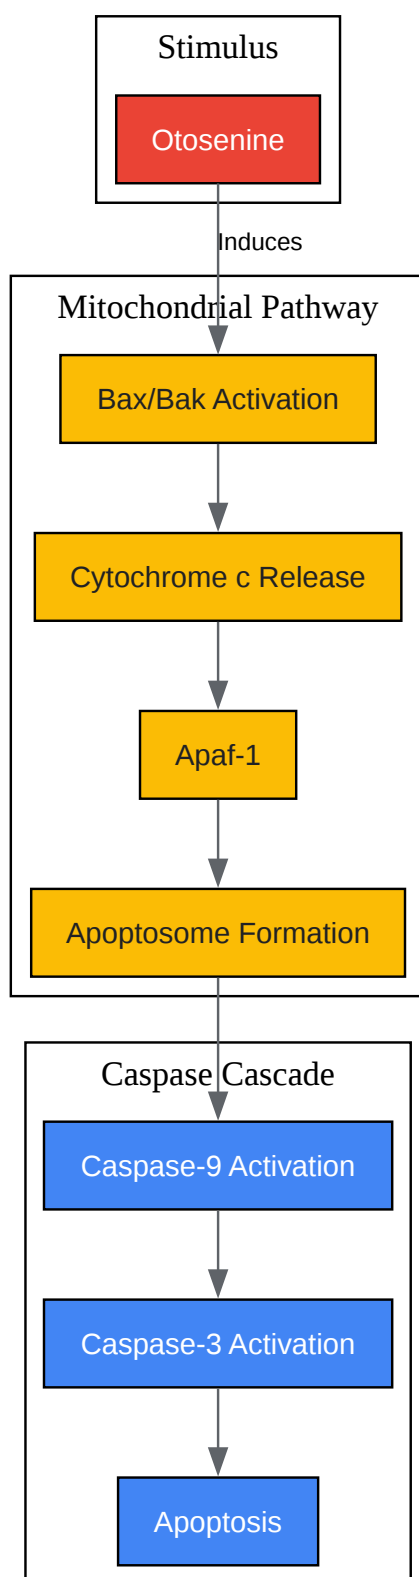 Stimulus
Otosenine
Induces
Mitochondrial Pathway
Bax/Bak Activation
Cytochrome c Release
Apaf-1
Apoptosome Formation
Caspase Cascade
Caspase-9 Activation
Caspase-3 Activation
Apoptosis